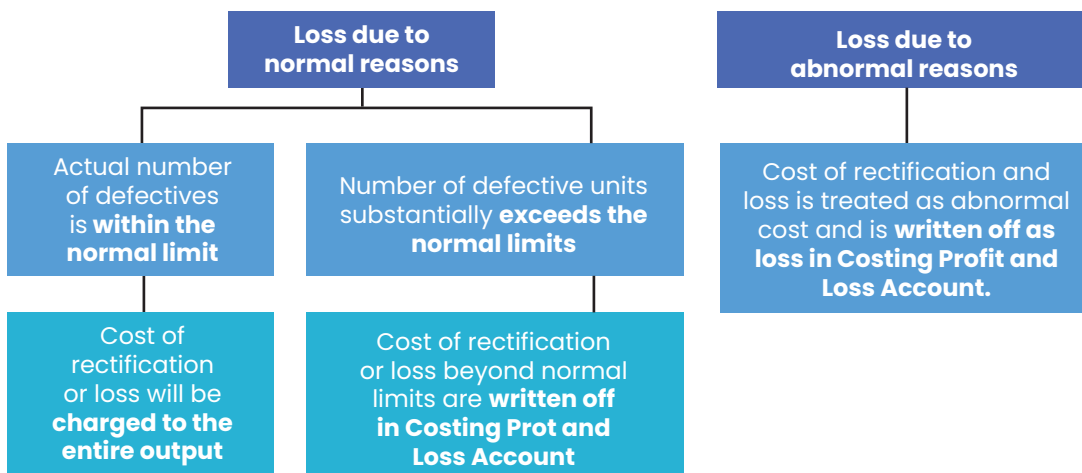 Loss due to
normal reasons
Loss due to
abnormal reasons
Actual number
of defectives
is within the
normal limit
Number of defective units
substantially exceeds the
normal limits
Cost of rectification and
loss is treated as abnormal
cost and is written off as
loss in Costing Profit and
Loss Account.
Cost of
rectification
or loss will be
charged to the
entire output
Cost of rectification
or loss beyond normal
limits are written off
in Costing Prot and
Loss Account